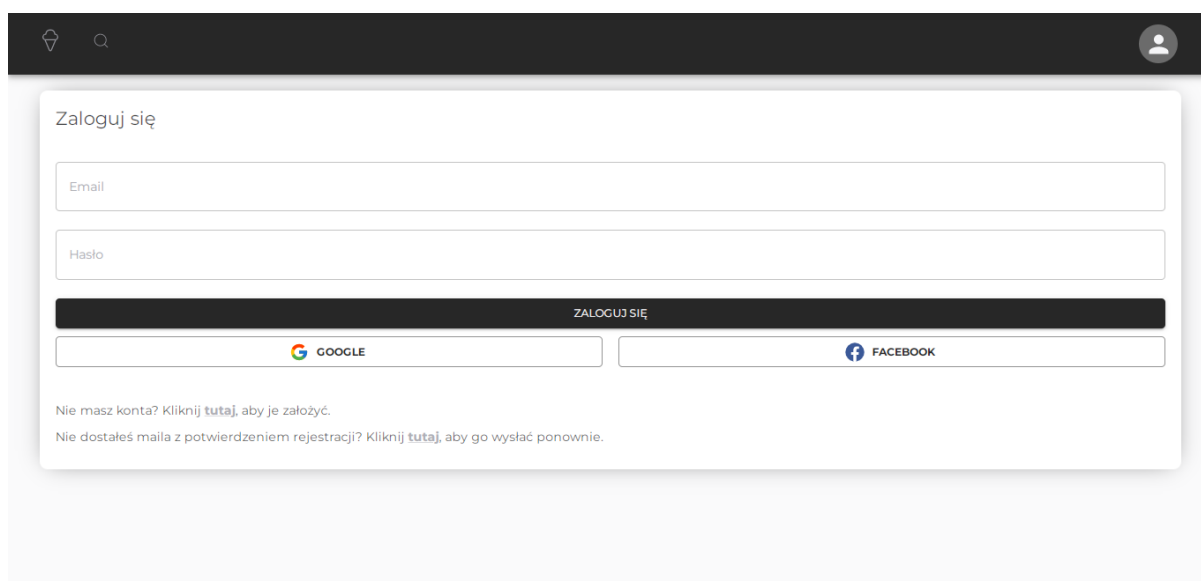 Zaloguj się
Email
Hasło
ZALOGUJ SIĘ
GOOGLE
FACEBOOK
Nie masz konta? Kliknij tutaj, aby je założyć.
Nie dostałeś maila z potwierdzeniem rejestracji? Kliknij tutaj, aby go wysłać ponownie.